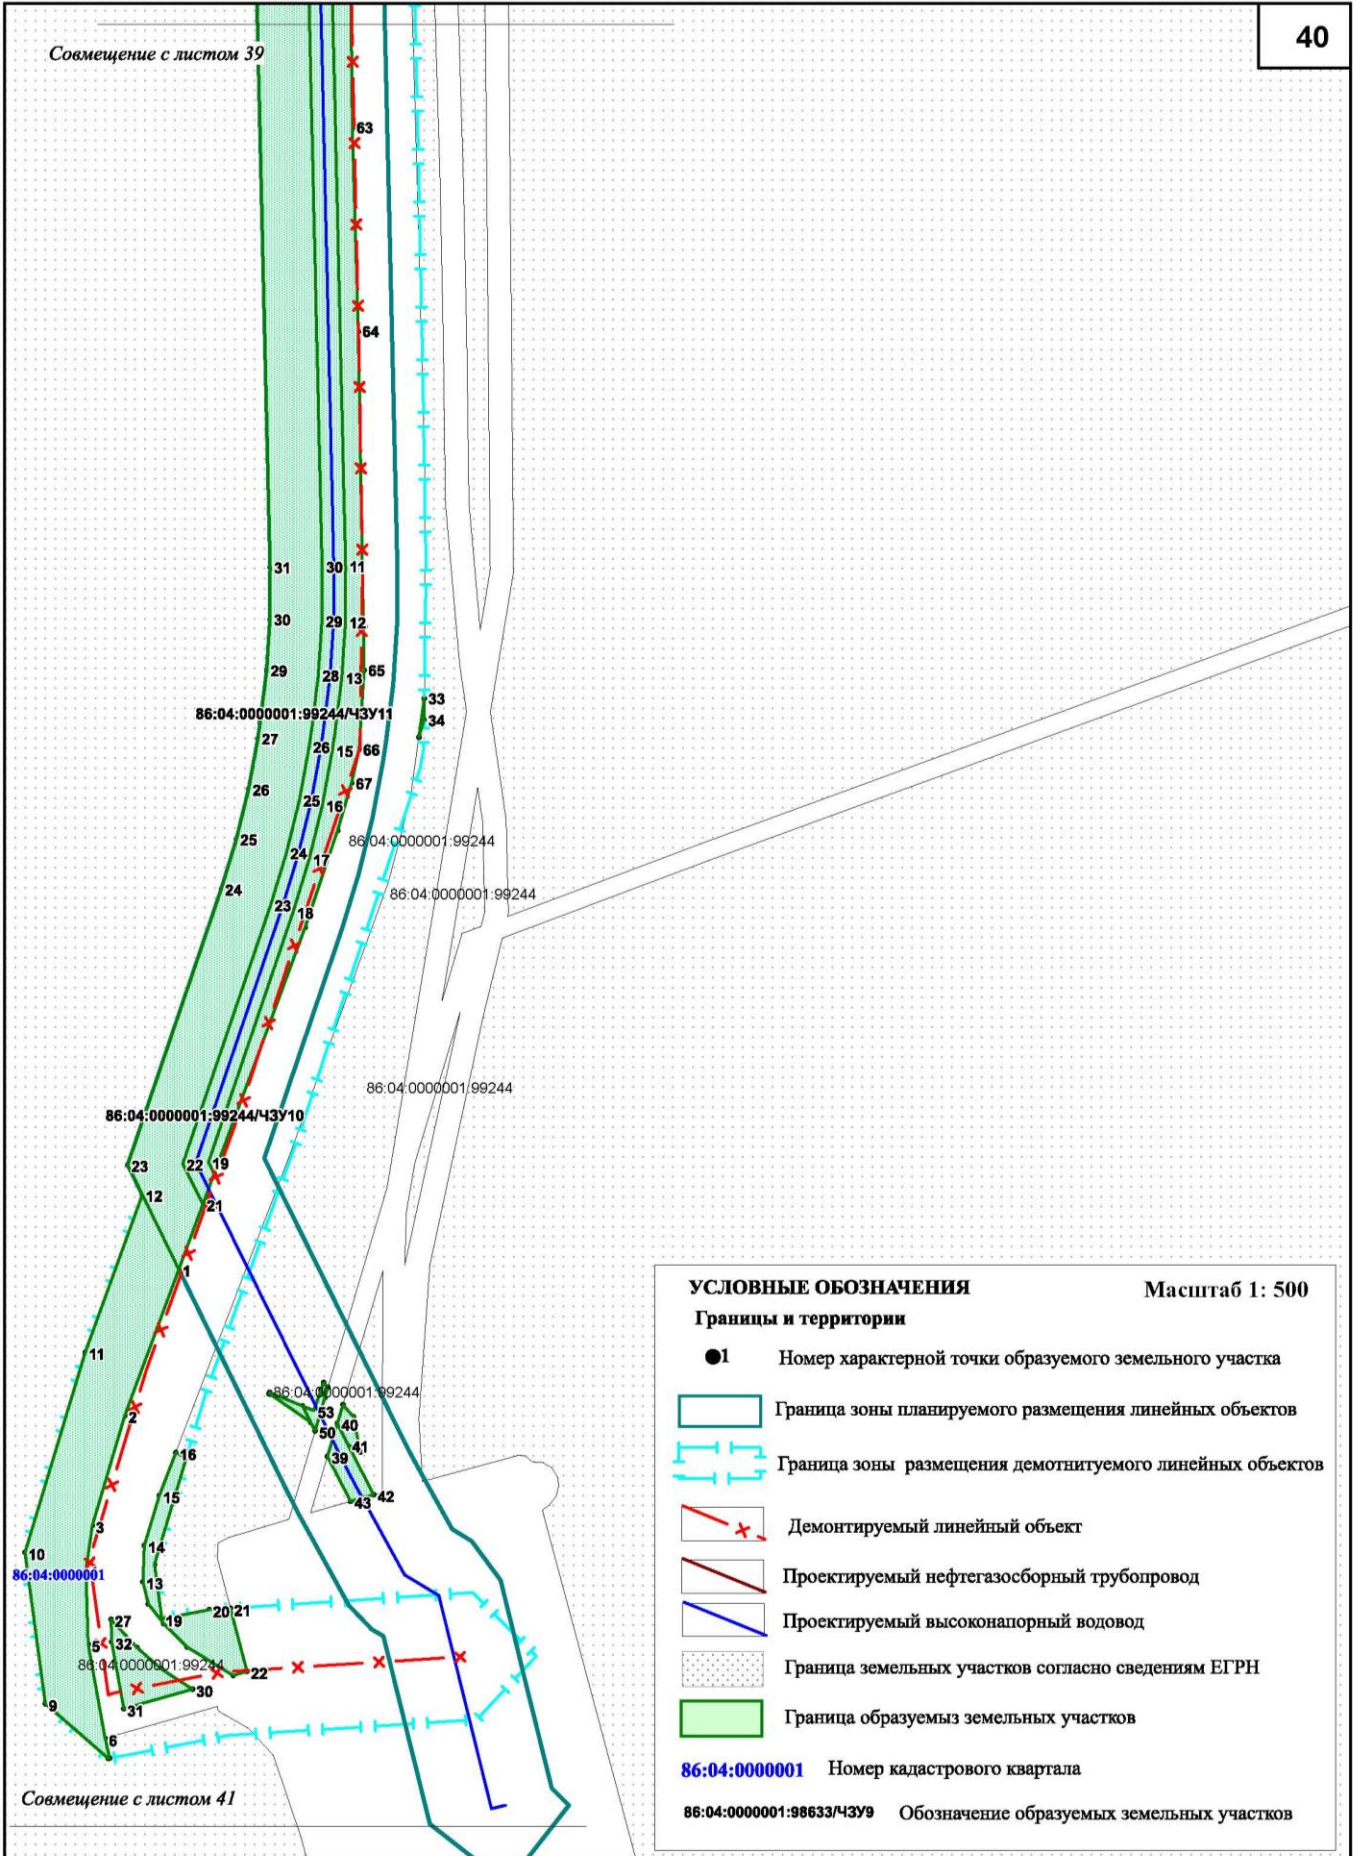 40
Совмещение с листом 39
63
64
31 30 11
30 29 12
29 28 13 65
33
86:04:0000001:99244/ЧЗУ11
34
27 26 15 66
67
26 25 16
25 24 17 86:04:0000001:99244
24 23 18 86:04:0000001:99244
86:04:0000001:99244
86:04:0000001:99244/ЧЗУ10
23 22 19
12 21
1
11
86:04:0000001:99244
2 53
50 40
16 39 41
15 43 42
3
14
10
86:04:0000001
13
27 19 20 21
5 32
86:04:0000001:99244
22
30
9 31
6
Совмещение с листом 41
УСЛОВНЫЕ ОБОЗНАЧЕНИЯ Масштаб 1: 500
Границы и территории
1 Номер характерной точки образуемого земельного участка
Граница зоны планируемого размещения линейных объектов
Граница зоны размещения демотнитуемого линейных объектов
Демонтируемый линейный объект
Проектируемый нефтегазосборный трубопровод
Проектируемый высоконапорный водовод
Граница земельных участков согласно сведениям ЕГРН
Граница образуемыз земельных участков
86:04:0000001 Номер кадастрового квартала
86:04:0000001:98633/ЧЗУ9 Обозначение образуемых земельных участков